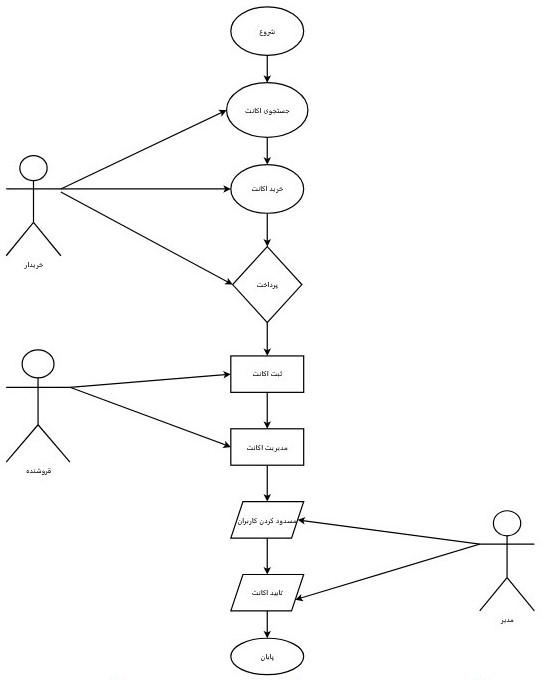 شروع
جستجوی اکانت
خرید اکانت
خریدار
پرداخت
ثبت اکانت
مدیریت اکانت
فروشنده
مسدود کردن کاربران
تایید اکانت
مدیر
پایان